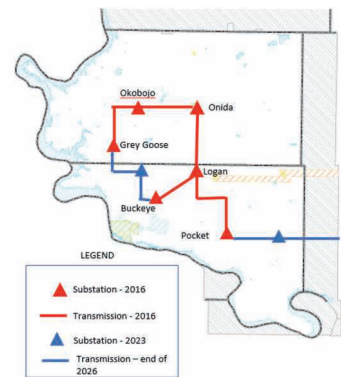 Okobojo
Onida
Grey Goose
Logan
Buckeye
Pocket
LEGEND
Substation - 2016
Transmission - 2016
Substation - 2023
Transmission – end of
2026